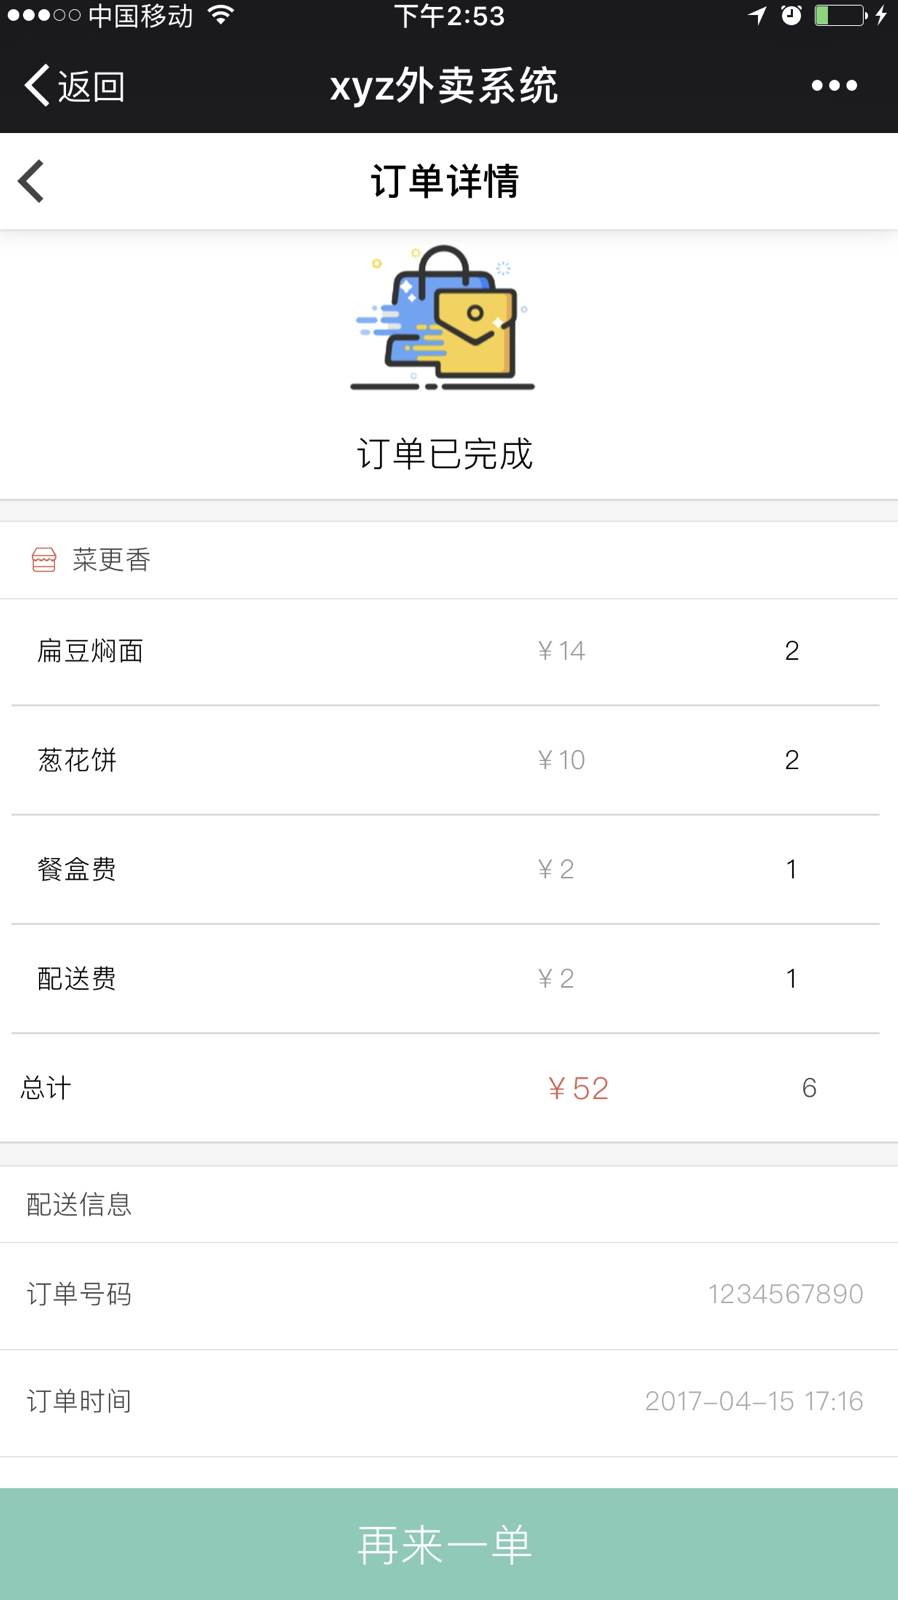 中国移动 下午2:53
返回 xyz外卖系统
订单详情
订单已完成
菜更香
扁豆焖面 ¥14 2
葱花饼 ¥10 2
餐盒费 ¥2 1
配送费 ¥2 1
总计 ¥52 6
配送信息
订单号码 1234567890
订单时间 2017-04-15 17:16
再来一单